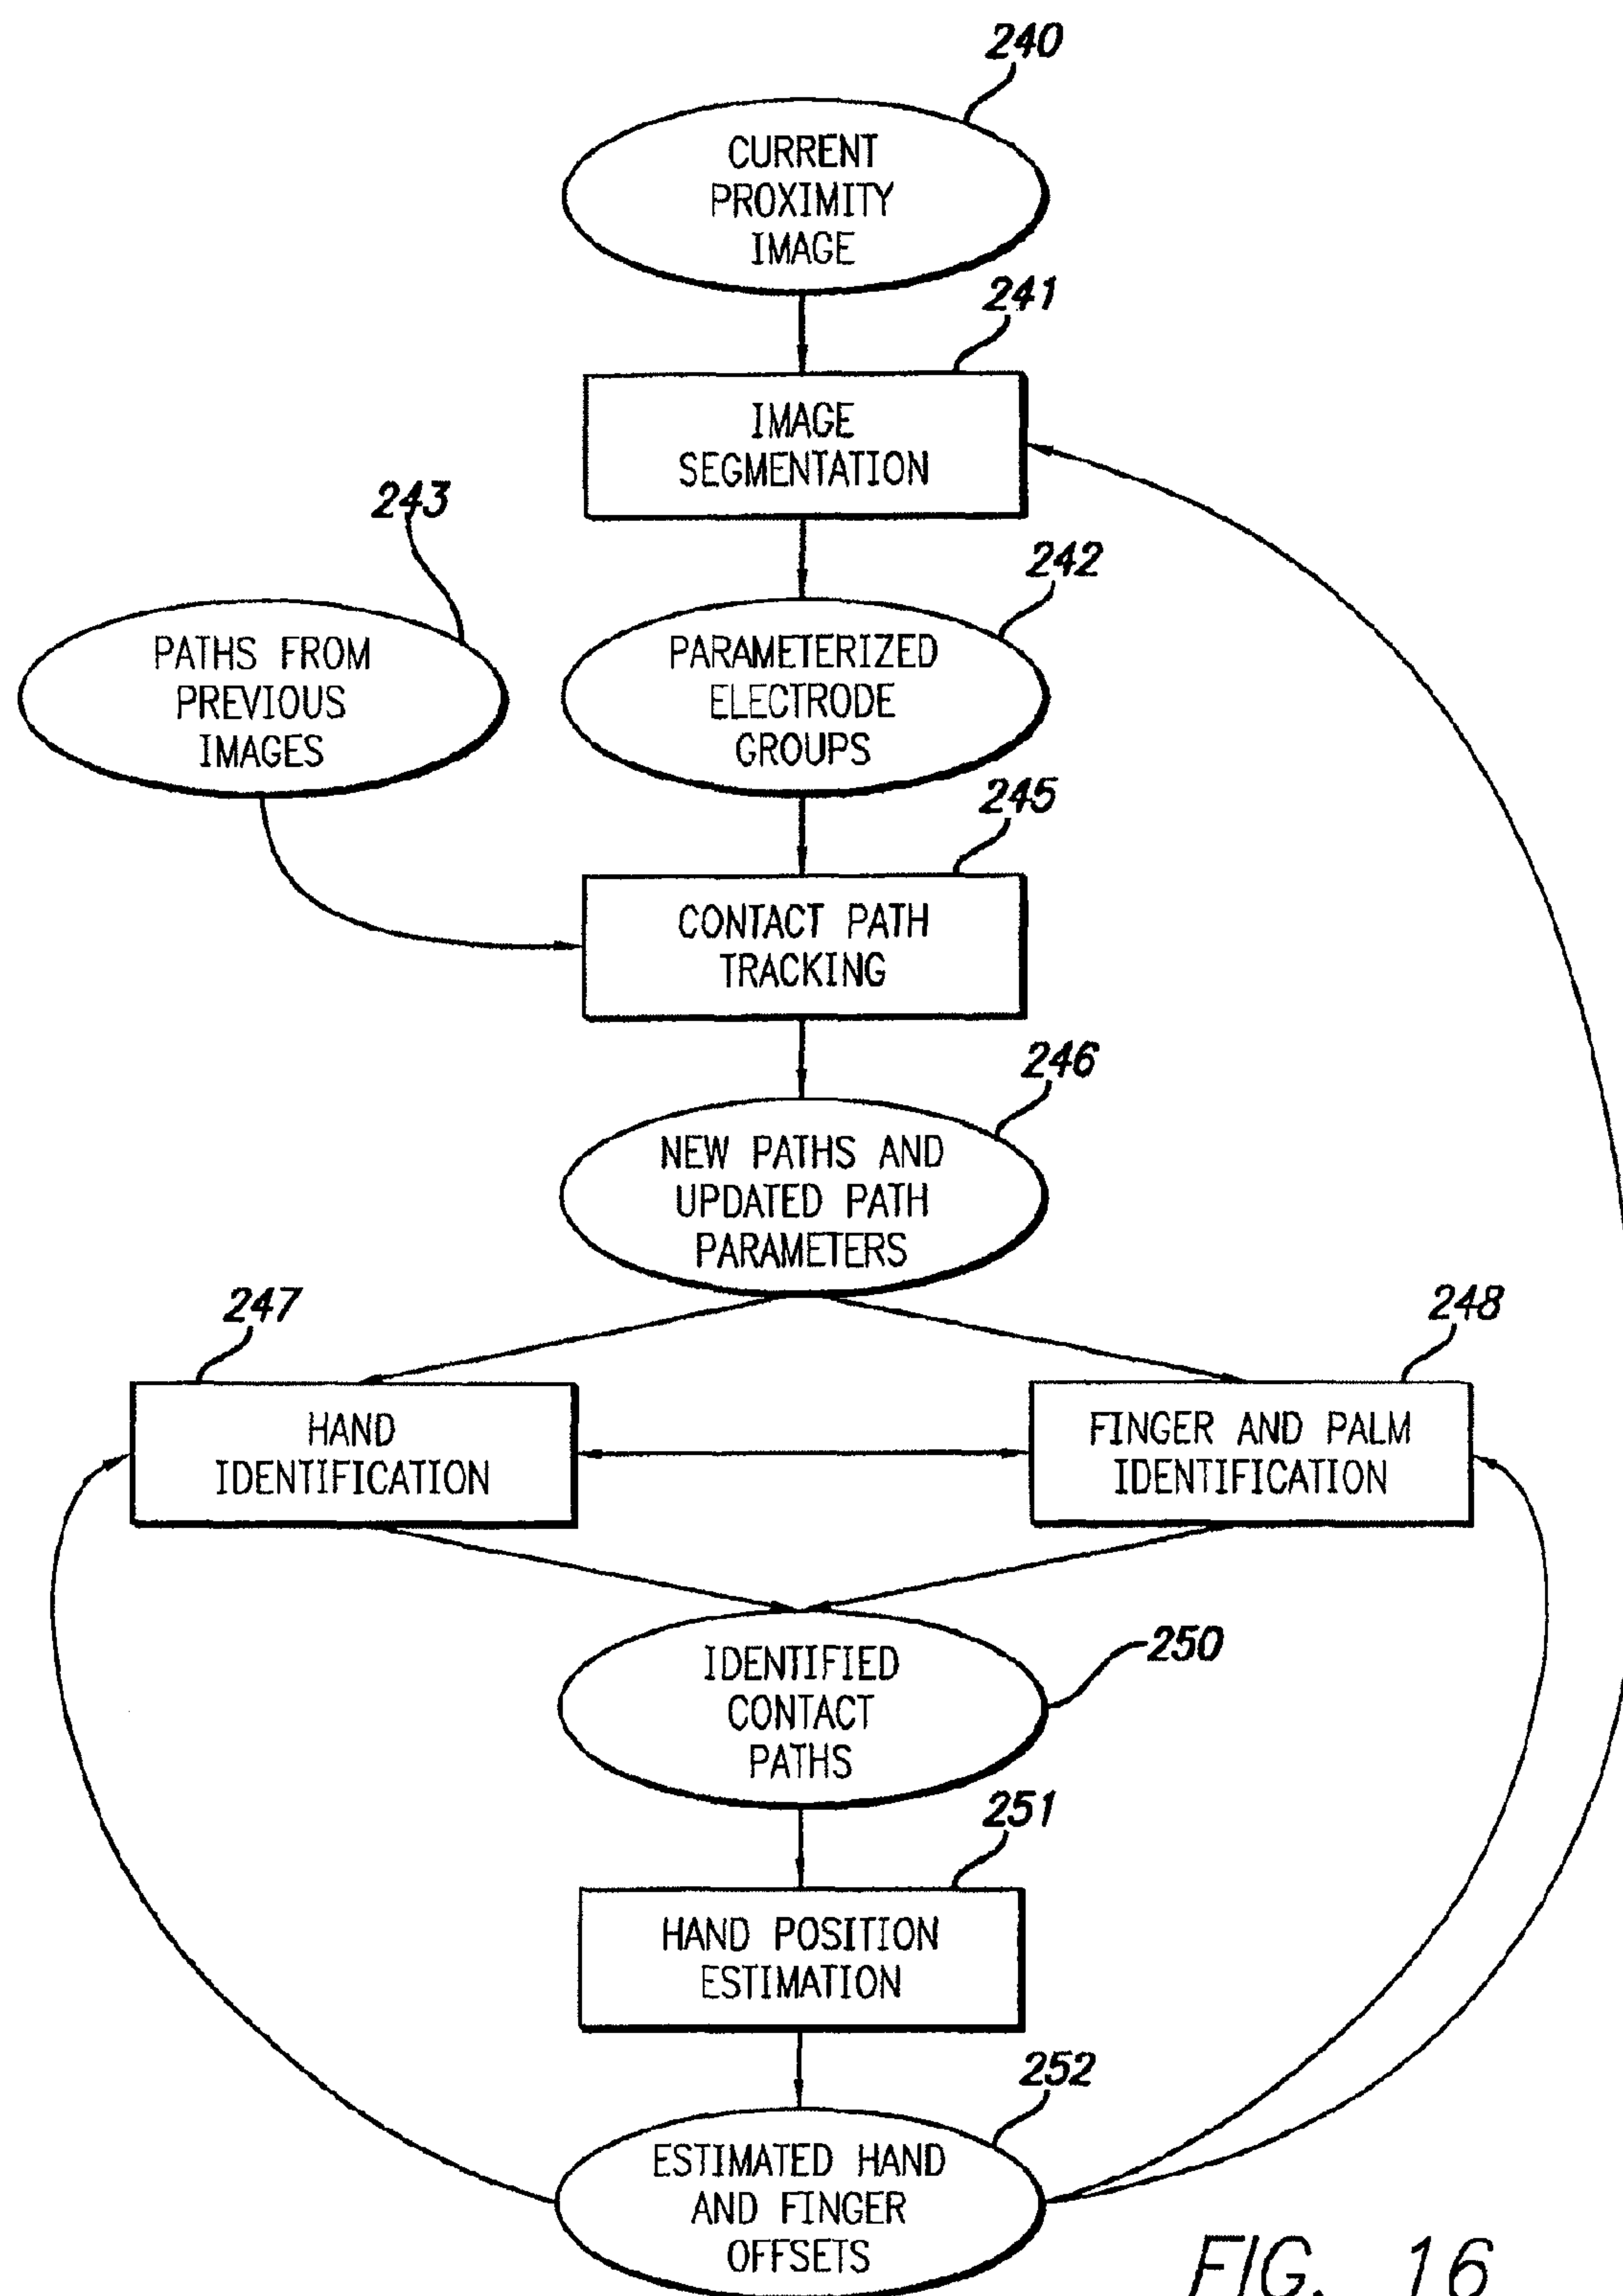 240
CURRENT
PROXIMITY
IMAGE
241
IMAGE
SEGMENTATION
243
242
PATHS FROM
PREVIOUS
IMAGES
PARAMETERIZED
ELECTRODE
GROUPS
245
CONTACT PATH
TRACKING
246
NEW PATHS AND
UPDATED PATH
PARAMETERS
247
248
HAND
IDENTIFICATION
FINGER AND PALM
IDENTIFICATION
IDENTIFIED
CONTACT
PATHS
250
251
HAND POSITION
ESTIMATION
252
ESTIMATED HAND
AND FINGER
OFFSETS
FIG. 16